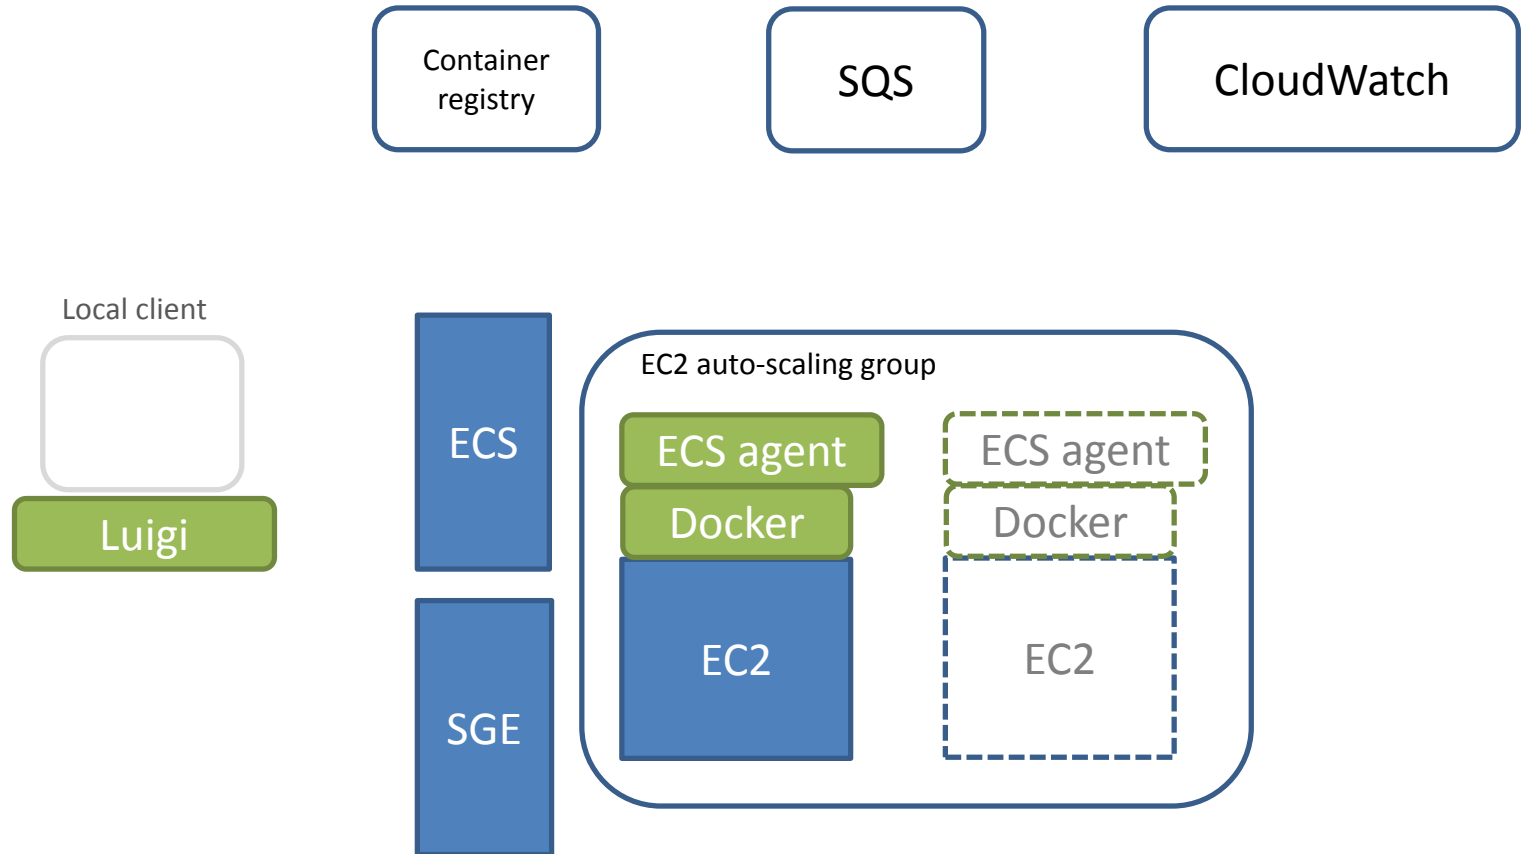 Container
registry
SQS
CloudWatch
Local client
Luigi
ECS
SGE
EC2 auto-scaling group
ECS agent
Docker
EC2
ECS agent
Docker
EC2